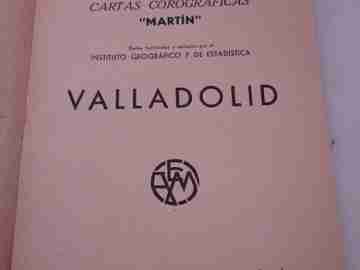 CARTAS COROGRÁFICAS
"MARTÍN"
INSTITUTO GEOGRÁFICO Y DE ESTADÍSTICA
VALLADOLID